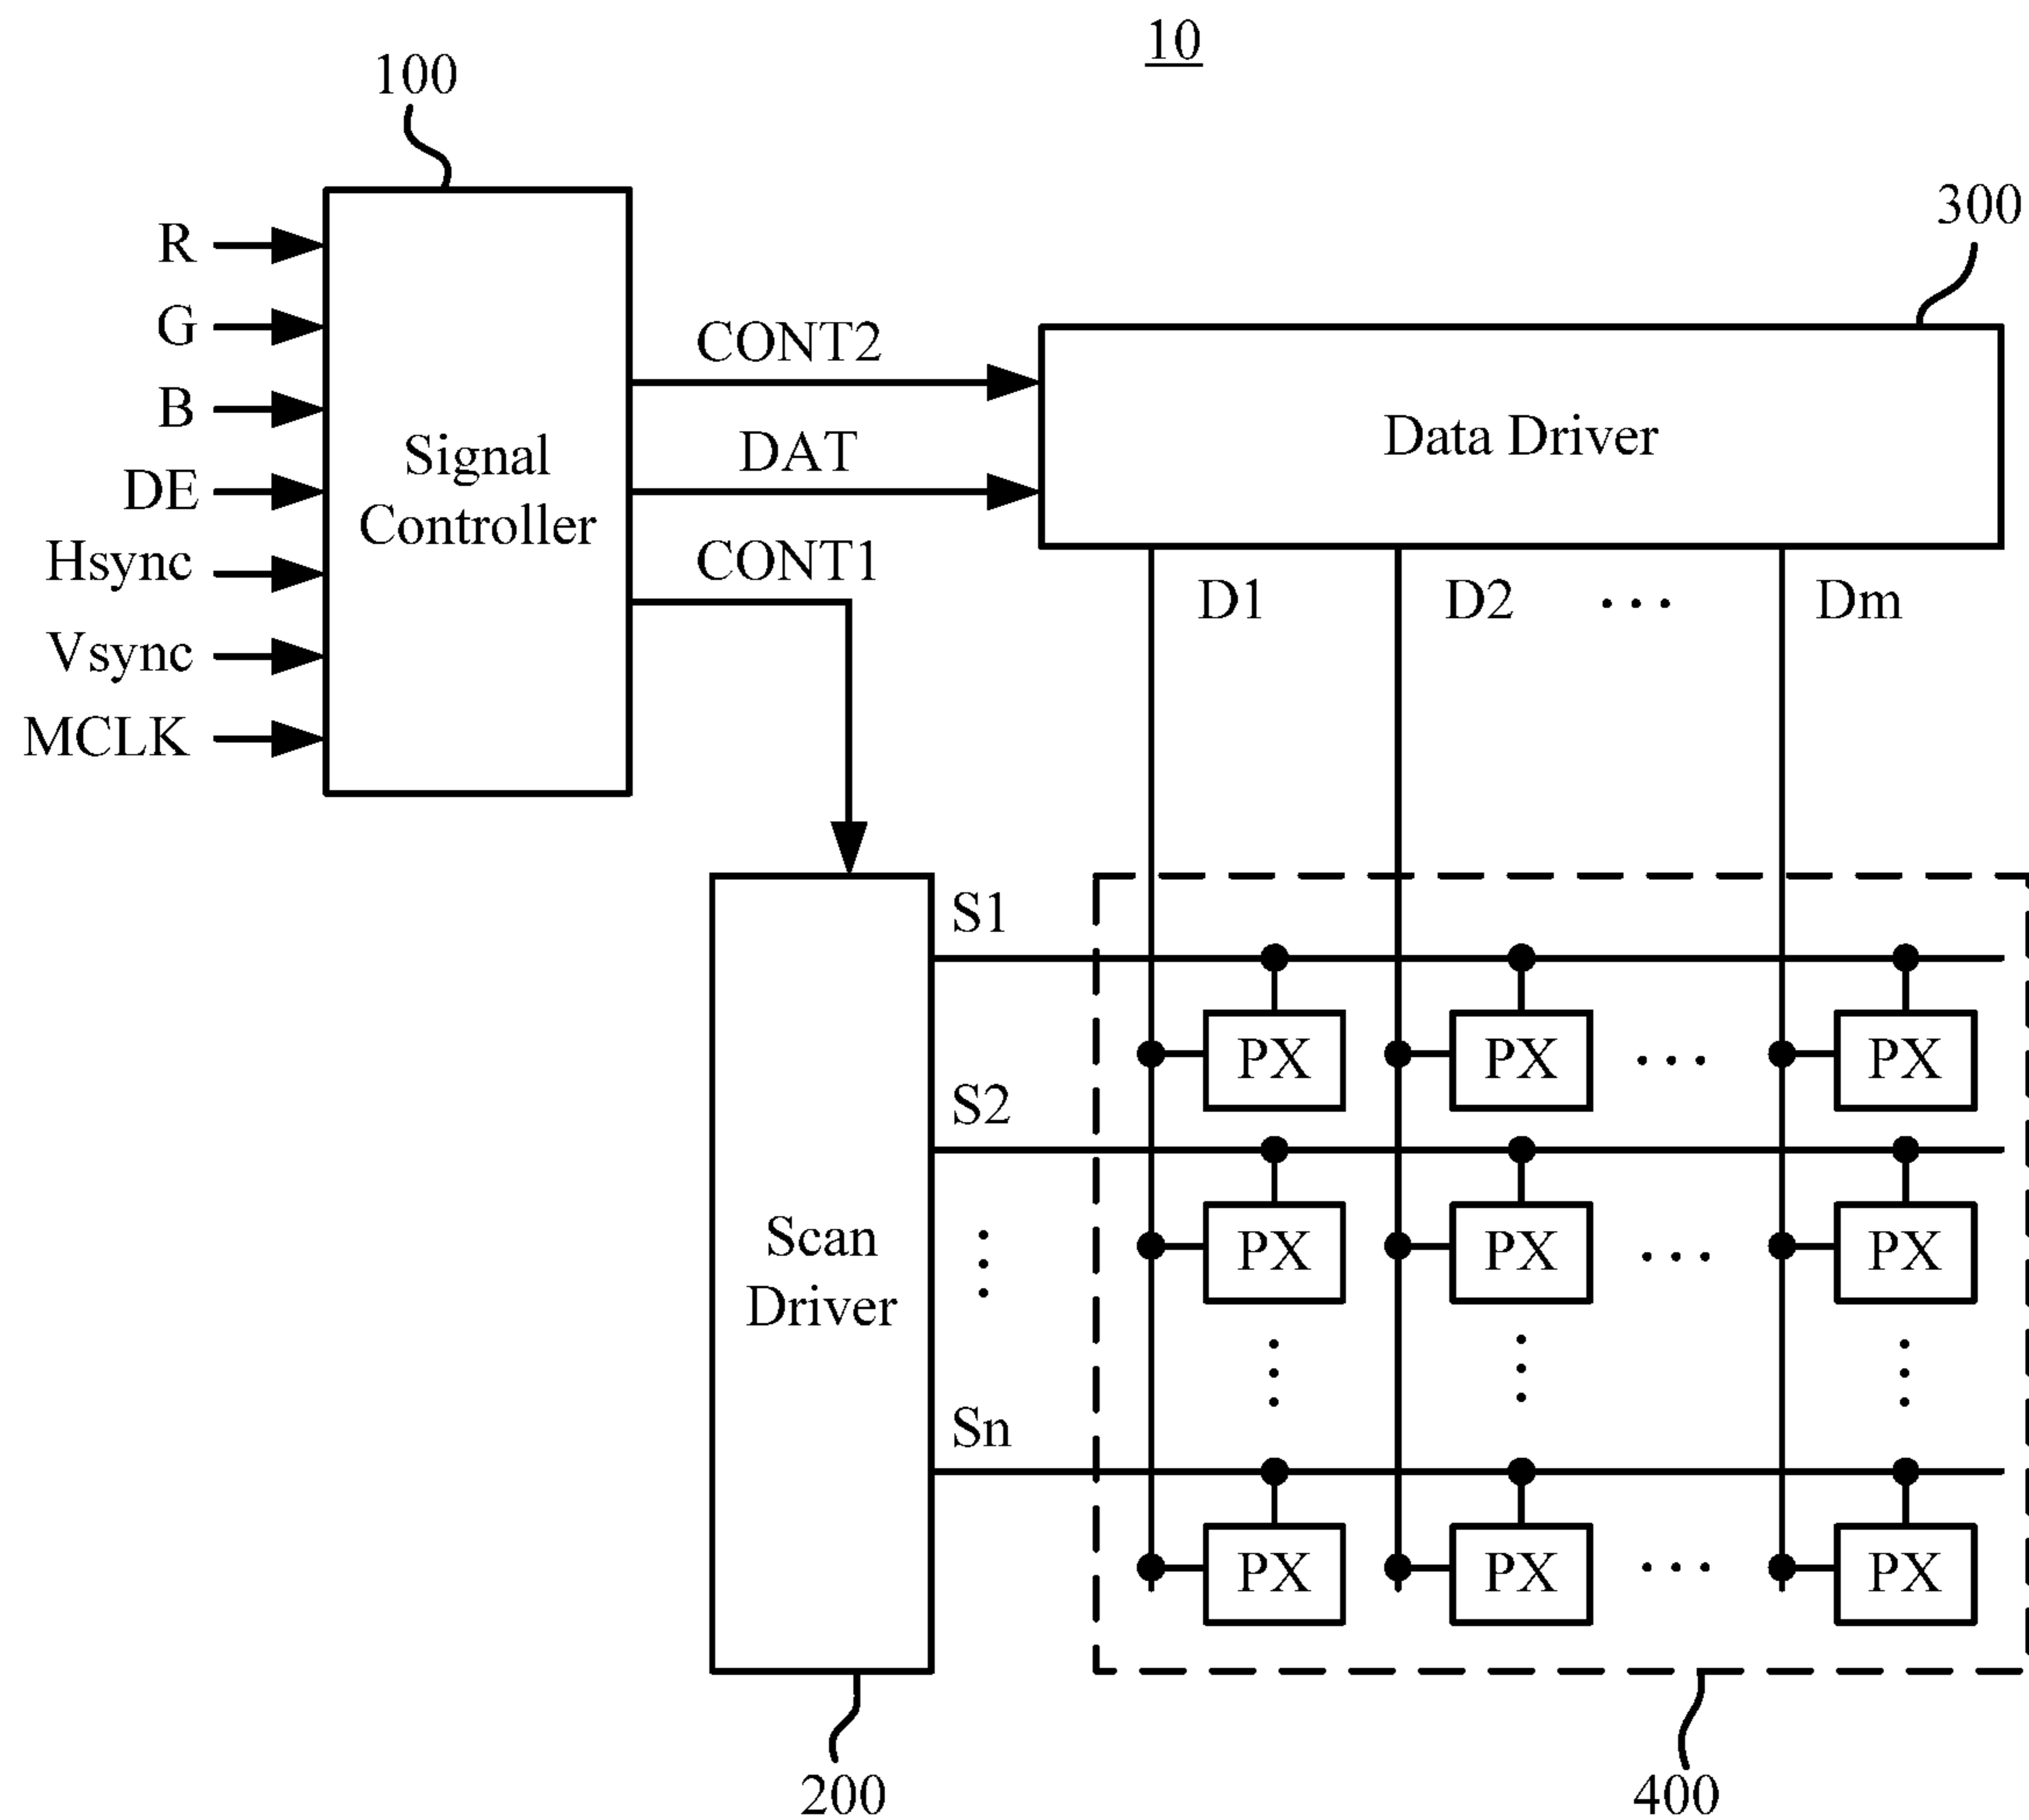 10
100
300
R
G
B
DE
Hsync
Vsync
MCLK
Signal
Controller
CONT2
DAT
CONT1
Data Driver
D1 D2 ... Dm
S1
PX PX ... PX
S2
Scan
Driver
PX PX ... PX
Sn
PX PX ... PX
200
400